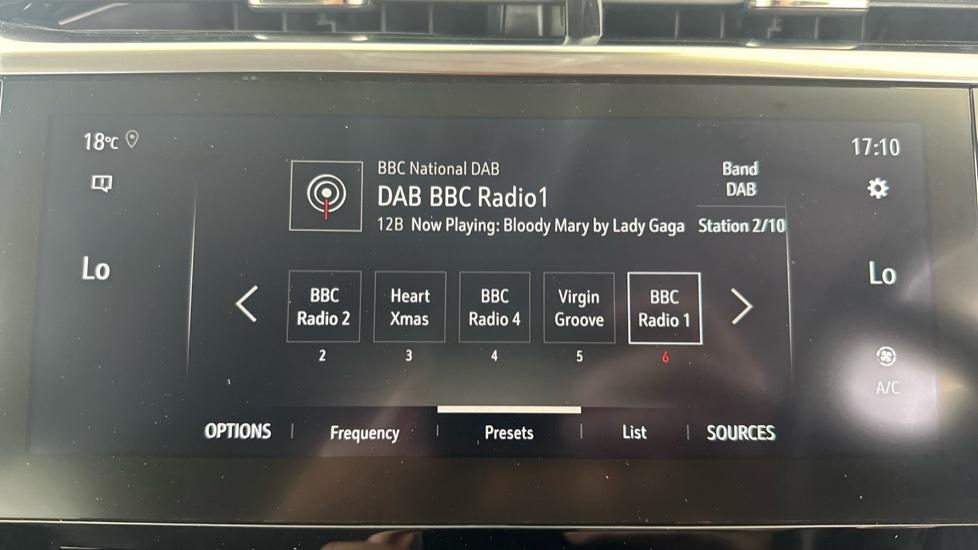 18°C
17:10
BBC National DAB
DAB BBC Radio1
12B Now Playing: Bloody Mary by Lady Gaga
Band
DAB
Station 2/10
Lo
Lo
BBC
Radio 2
Heart
Xmas
BBC
Radio 4
Virgin
Groove
BBC
Radio 1
2
3
4
5
6
A/C
OPTIONS
Frequency
Presets
List
SOURCES